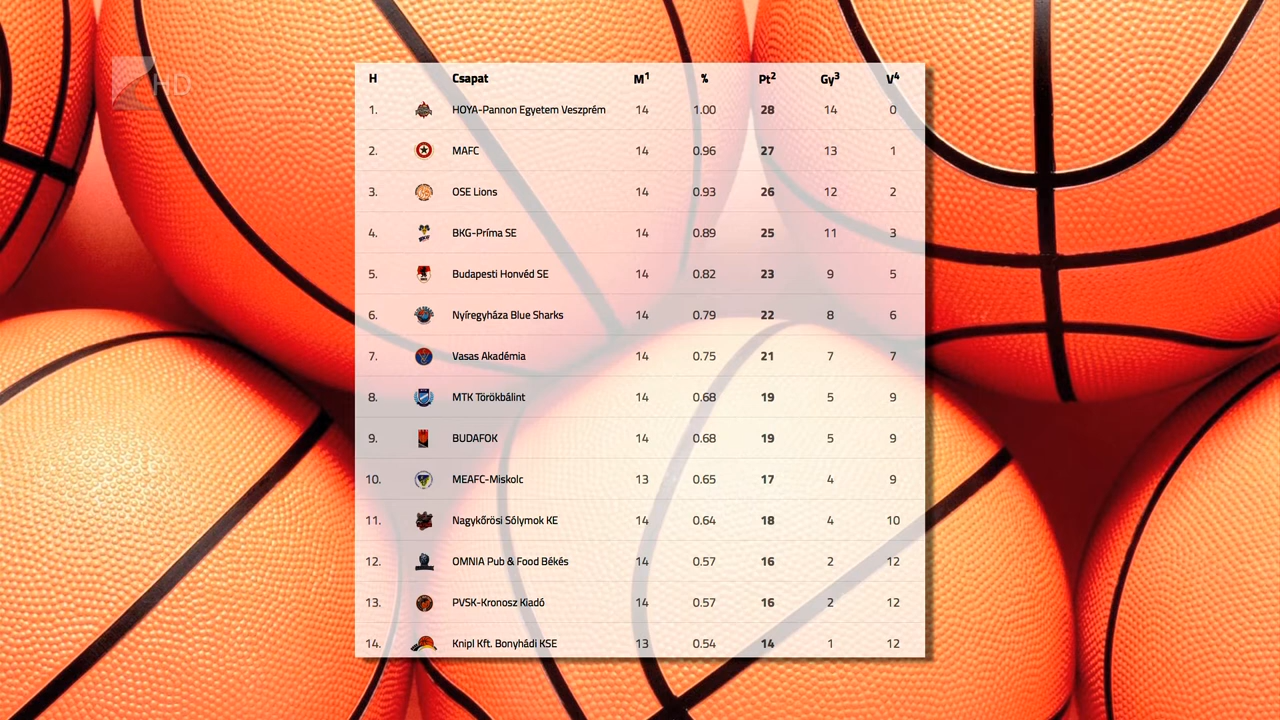 HD
H Csapat M¹ % Pt² Gy³ V⁴
1. HOYA-Pannon Egyetem Veszprém 14 1.00 28 14 0
2. MAFC 14 0.96 27 13 1
3. OSE Lions 14 0.93 26 12 2
4. BKG-Príma SE 14 0.89 25 11 3
5. Budapesti Honvéd SE 14 0.82 23 9 5
6. Nyíregyháza Blue Sharks 14 0.79 22 8 6
7. Vasas Akadémia 14 0.75 21 7 7
8. MTK Törökbálint 14 0.68 19 5 9
9. BUDAFOK 14 0.68 19 5 9
10. MEAFC-Miskolc 13 0.65 17 4 9
11. Nagykőrösi Sólymok KE 14 0.64 18 4 10
12. OMNIA Pub & Food Békés 14 0.57 16 2 12
13. PVSK-Kronosz Kiadó 14 0.57 16 2 12
14. Knipl Kft. Bonyhádi KSE 13 0.54 14 1 12